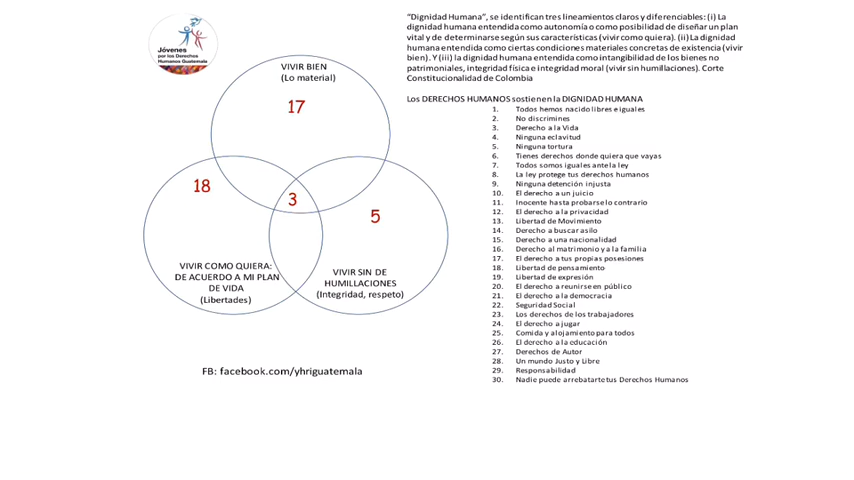 Jóvenes
por los Derechos
Humanos Guatemala
VIVIR BIEN
(Lo material)
17
18
3
5
VIVIR COMO QUIERA:
DE ACUERDO A MI PLAN
DE VIDA
(Libertades)
VIVIR SIN DE
HUMILLACIONES
(Integridad, respeto)
FB: facebook.com/yhriguatemala
"Dignidad Humana", se identifican tres lineamientos claros y diferenciables: (i) La
dignidad humana entendida como autonomía o como posibilidad de diseñar un plan
vital y de determinarse según sus características (vivir como quiera). (ii) La dignidad
humana entendida como ciertas condiciones materiales concretas de existencia (vivir
bien). Y (iii) la dignidad humana entendida como intangibilidad de los bienes no
patrimoniales, integridad física e integridad moral (vivir sin humillaciones). Corte
Constitucionalidad de Colombia
Los DERECHOS HUMANOS sostienen la DIGNIDAD HUMANA
1. Todos hemos nacido libres e iguales
2. No discrimines
3. Derecho a la Vida
4. Ninguna eclavitud
5. Ninguna tortura
6. Tienes derechos donde quiera que vayas
7. Todos somos iguales ante la ley
8. La ley protege tus derechos humanos
9. Ninguna detención injusta
10. El derecho a un juicio
11. Inocente hasta probarse lo contrario
12. El derecho a la privacidad
13. Libertad de Movimiento
14. Derecho a buscar asilo
15. Derecho a una nacionalidad
16. Derecho al matrimonio y a la familia
17. El derecho a tus propias posesiones
18. Libertad de pensamiento
19. Libertad de expresión
20. El derecho a reunirse en público
21. El derecho a la democracia
22. Seguridad Social
23. Los derechos de los trabajadores
24. El derecho a jugar
25. Comida y alojamiento para todos
26. El derecho a la educación
27. Derechos de Autor
28. Un mundo Justo y Libre
29. Responsabilidad
30. Nadie puede arrebatarte tus Derechos Humanos